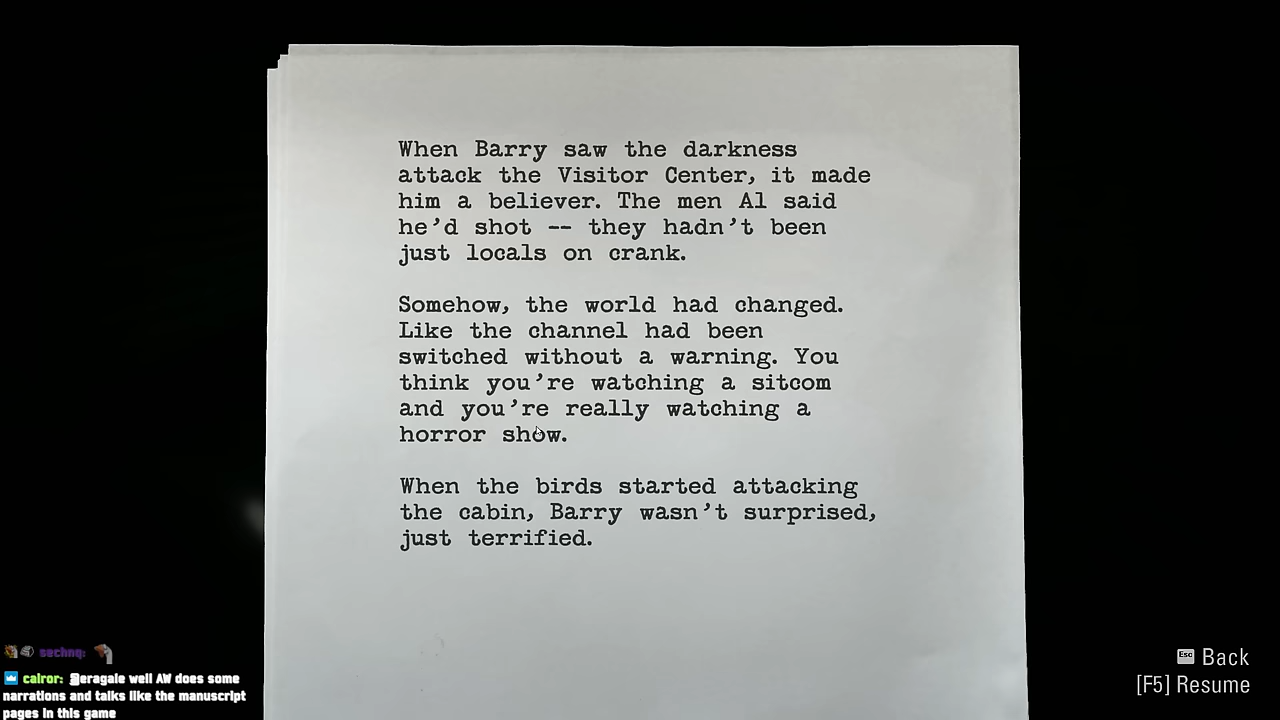 When Barry saw the darkness
attack the Visitor Center, it made
him a believer. The men Al said
he’d shot -- they hadn’t been
just locals on crank.
Somehow, the world had changed.
Like the channel had been
switched without a warning. You
think you’re watching a sitcom
and you’re really watching a
horror show.
When the birds started attacking
the cabin, Barry wasn’t surprised,
just terrified.
sechnq:
calror: @eragale well AW does some
narrations and talks like the manuscript
pages in this game
Esc Back
[F5] Resume